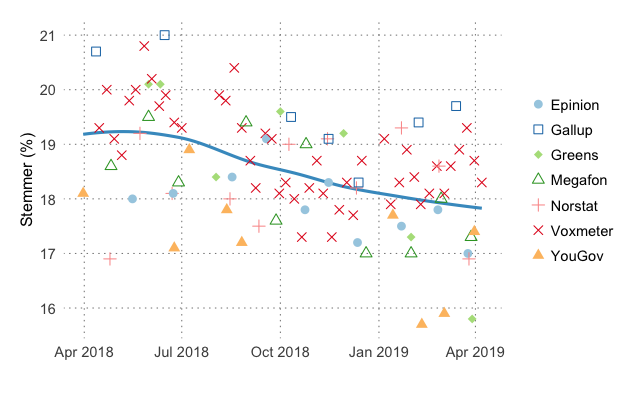 Stemmer (%)
21
20
19
18
17
16
Apr 2018
Jul 2018
Oct 2018
Jan 2019
Apr 2019
Epinion
Gallup
Greens
Megafon
Norstat
Voxmeter
YouGov